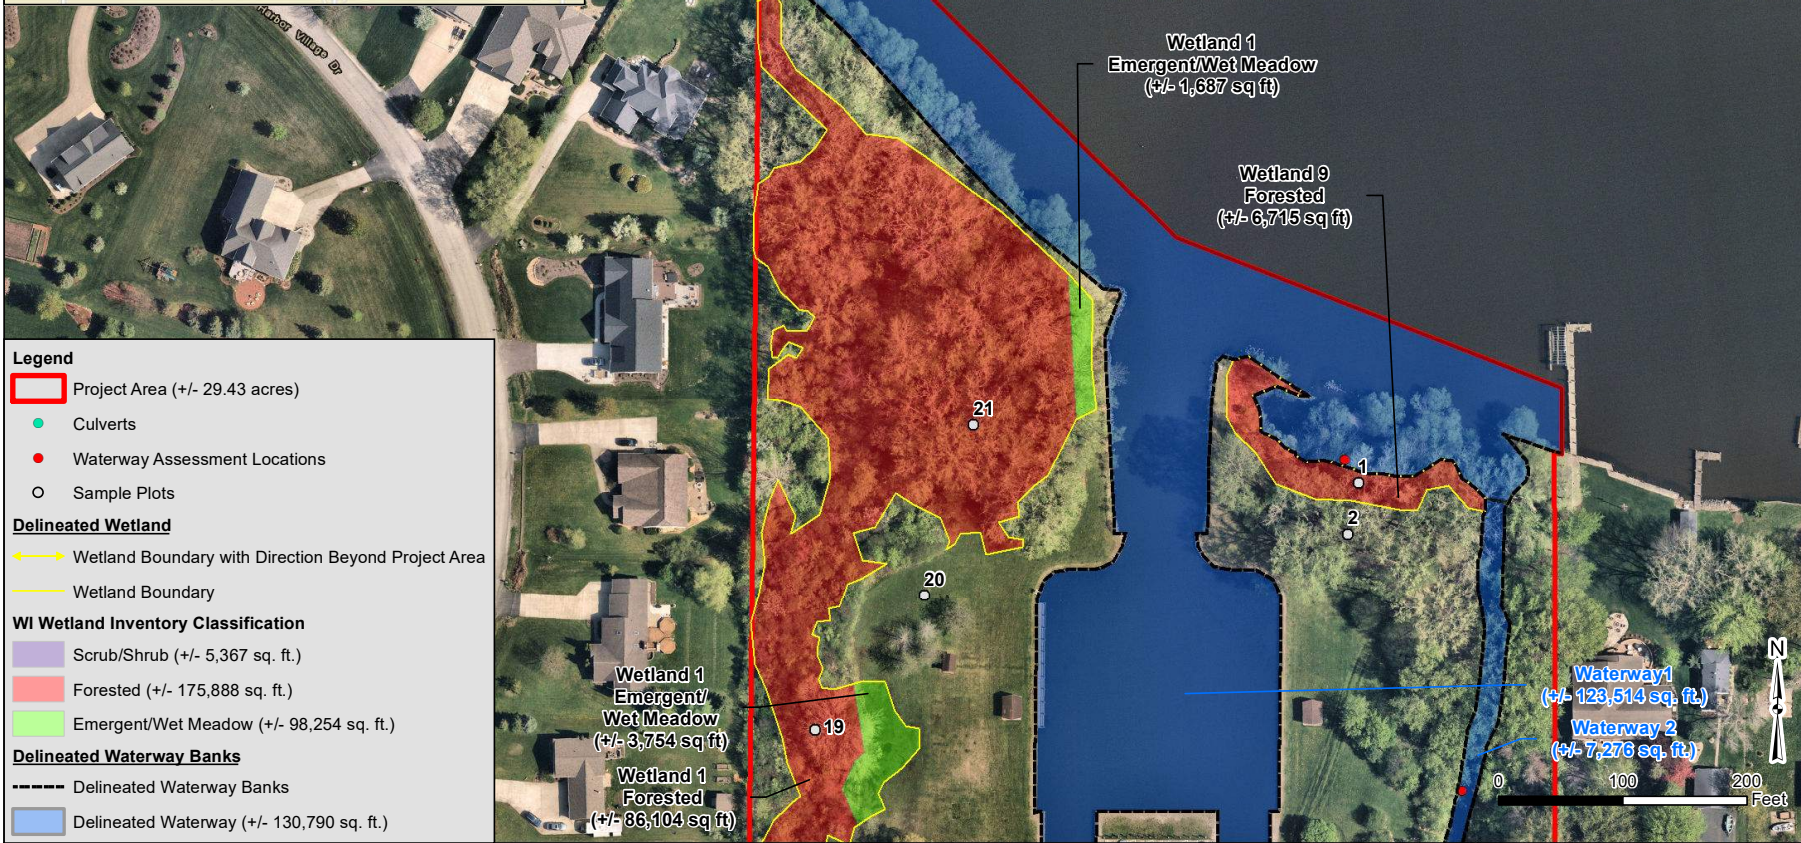 Harbor Village Dr
Wetland 1
Emergent/Wet Meadow
(+/- 1,687 sq ft)
Wetland 9
Forested
(+/- 6,715 sq ft)
21
1
2
20
19
Wetland 1
Emergent/
Wet Meadow
(+/- 3,754 sq ft)
Wetland 1
Forested
(+/- 86,104 sq ft)
Waterway1
(+/- 123,514 sq. ft.)
Waterway 2
(+/- 7,276 sq. ft.)
N
0 100 200
Feet
Legend
Project Area (+/- 29.43 acres)
Culverts
Waterway Assessment Locations
Sample Plots
Delineated Wetland
Wetland Boundary with Direction Beyond Project Area
Wetland Boundary
WI Wetland Inventory Classification
Scrub/Shrub (+/- 5,367 sq. ft.)
Forested (+/- 175,888 sq. ft.)
Emergent/Wet Meadow (+/- 98,254 sq. ft.)
Delineated Waterway Banks
Delineated Waterway Banks
Delineated Waterway (+/- 130,790 sq. ft.)